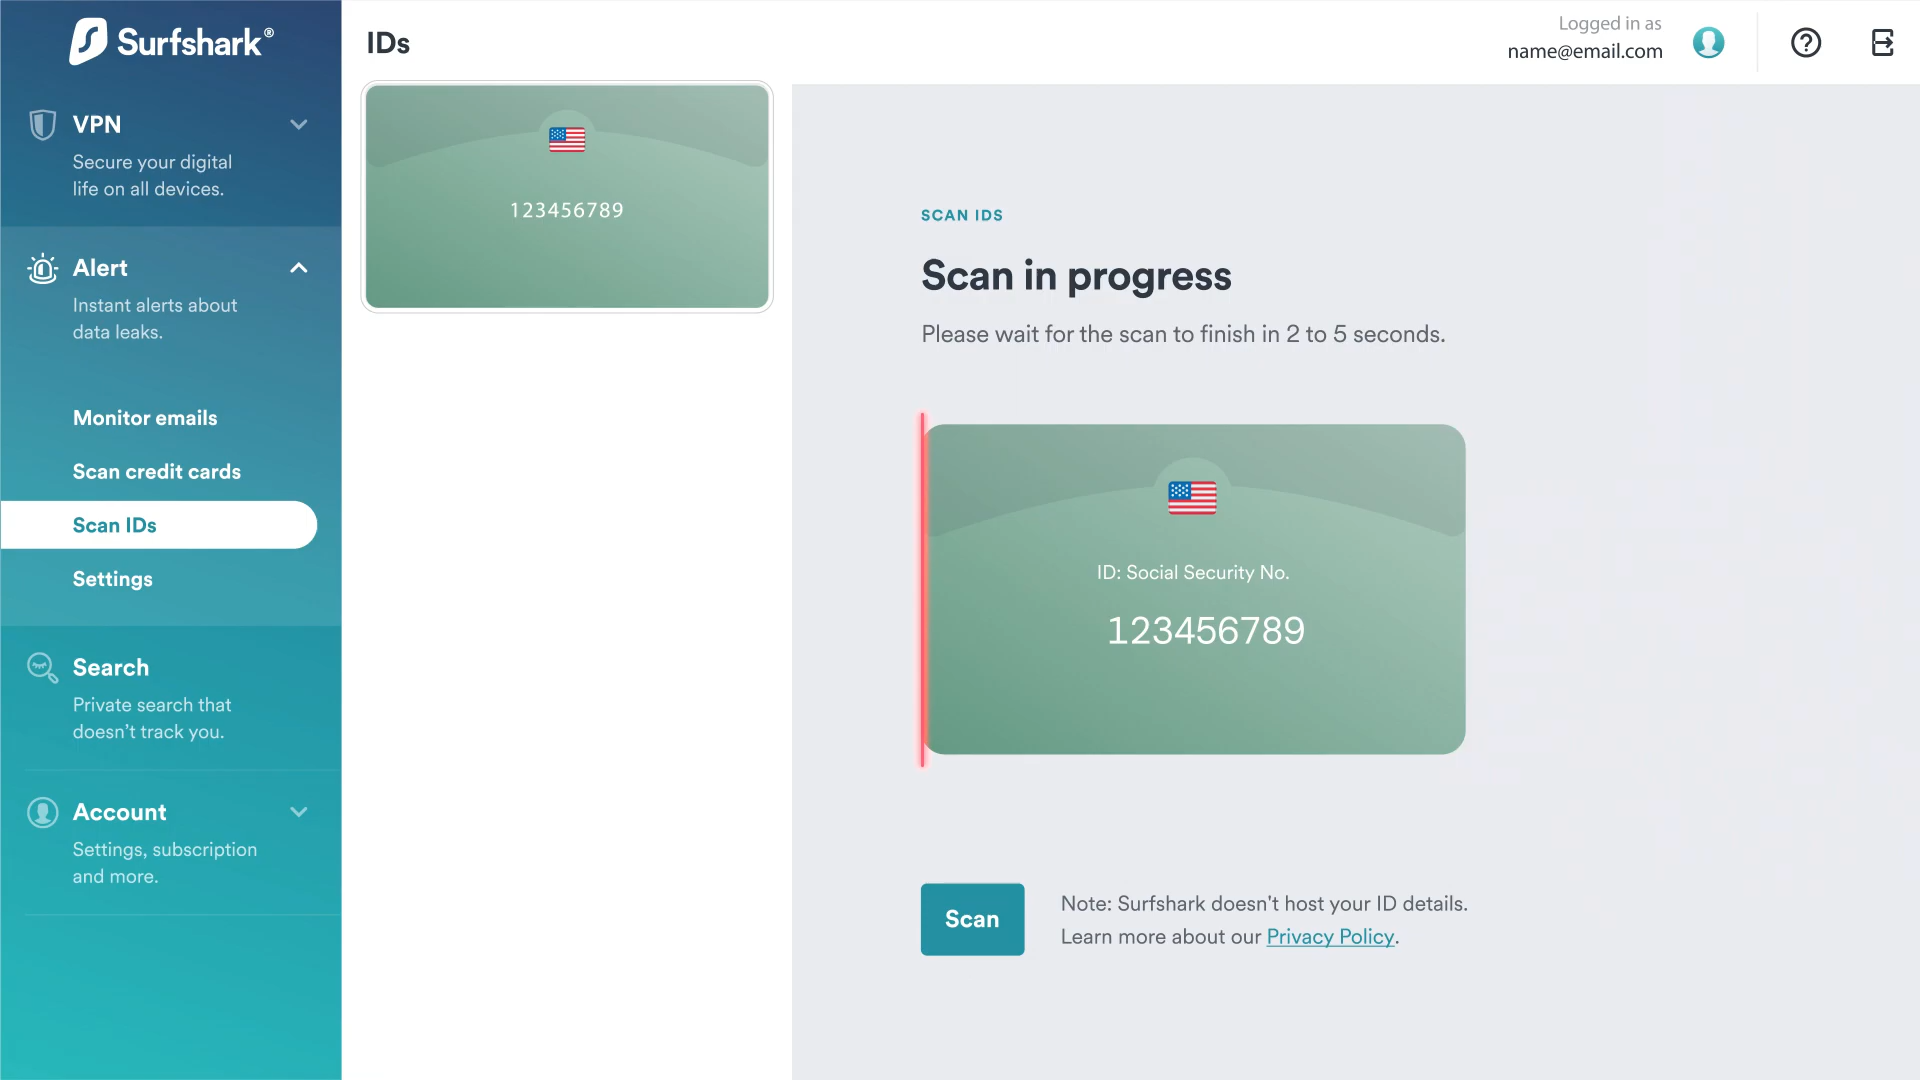 Surfshark®
VPN
Secure your digital
life on all devices.
Alert
Instant alerts about
data leaks.
Monitor emails
Scan credit cards
Scan IDs
Settings
Search
Private search that
doesn’t track you.
Account
Settings, subscription
and more.
IDs
123456789
Logged in as
name@email.com
SCAN IDS
Scan in progress
Please wait for the scan to finish in 2 to 5 seconds.
ID: Social Security No.
123456789
Scan
Note: Surfshark doesn't host your ID details.
Learn more about our Privacy Policy.